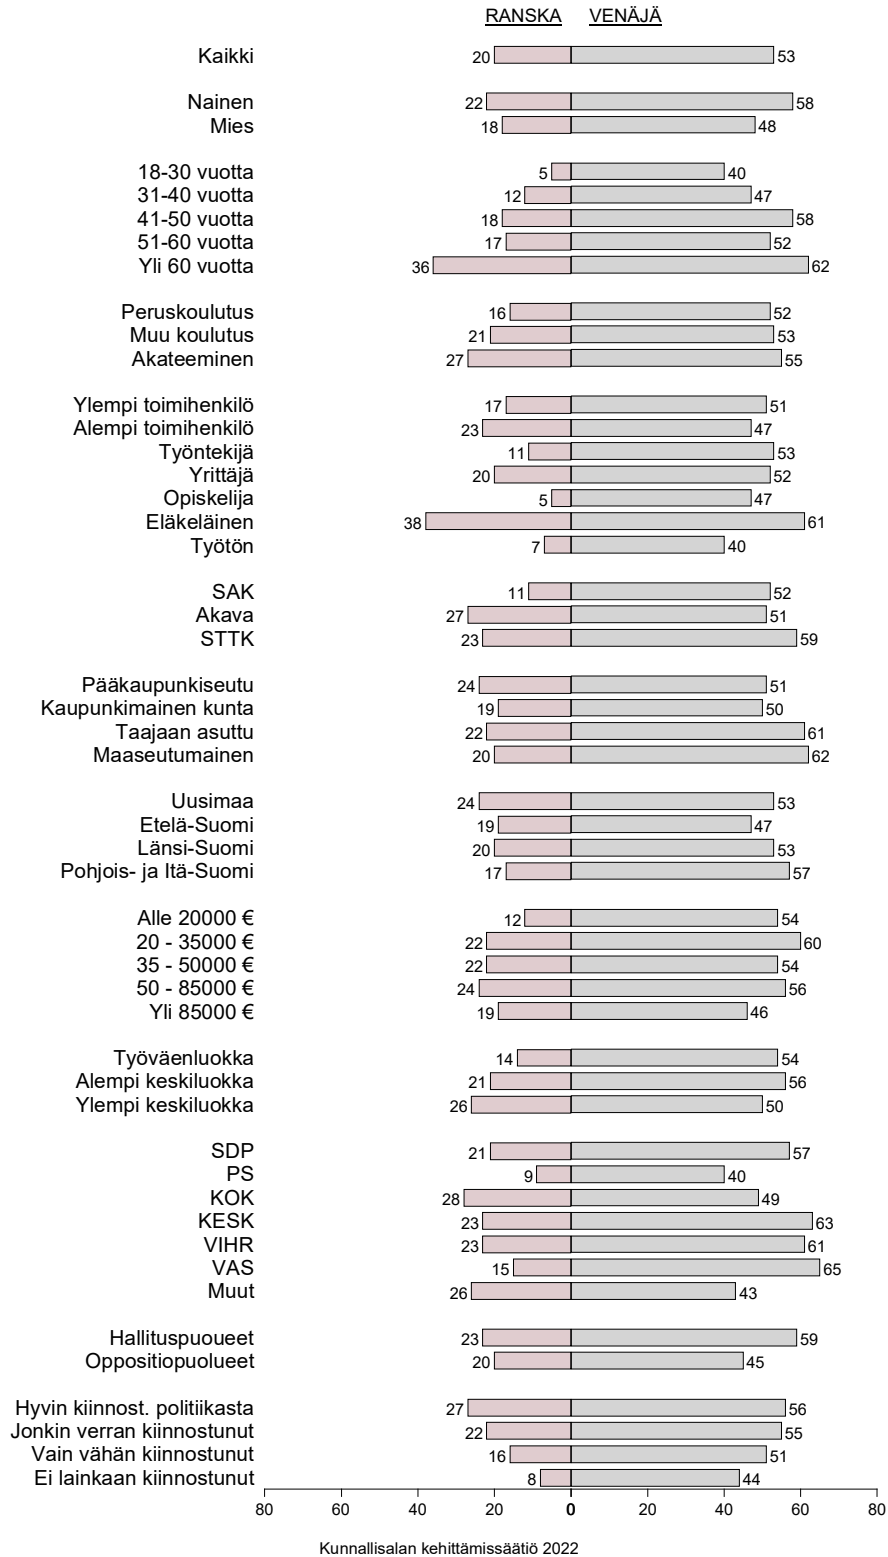 RANSKA VENÄJÄ
Kaikki 20 53
Nainen 22 58
Mies 18 48
18-30 vuotta 5 40
31-40 vuotta 12 47
41-50 vuotta 18 58
51-60 vuotta 17 52
Yli 60 vuotta 36 62
Peruskoulutus 16 52
Muu koulutus 21 53
Akateeminen 27 55
Ylempi toimihenkilö 17 51
Alempi toimihenkilö 23 47
Työntekijä 11 53
Yrittäjä 20 52
Opiskelija 5 47
Eläkeläinen 38 61
Työtön 7 40
SAK 11 52
Akava 27 51
STTK 23 59
Pääkaupunkiseutu 24 51
Kaupunkimainen kunta 19 50
Taajaan asuttu 22 61
Maaseutumainen 20 62
Uusimaa 24 53
Etelä-Suomi 19 47
Länsi-Suomi 20 53
Pohjois- ja Itä-Suomi 17 57
Alle 20000 € 12 54
20 - 35000 € 22 60
35 - 50000 € 22 54
50 - 85000 € 24 56
Yli 85000 € 19 46
Työväenluokka 14 54
Alempi keskiluokka 21 56
Ylempi keskiluokka 26 50
SDP 21 57
PS 9 40
KOK 28 49
KESK 23 63
VIHR 23 61
VAS 15 65
Muut 26 43
Hallituspuoueet 23 59
Oppositiopuolueet 20 45
Hyvin kiinnost. politiikasta 27 56
Jonkin verran kiinnostunut 22 55
Vain vähän kiinnostunut 16 51
Ei lainkaan kiinnostunut 8 44
80 60 40 20 0 20 40 60 80
Kunnallisalan kehittämissäätiö 2022